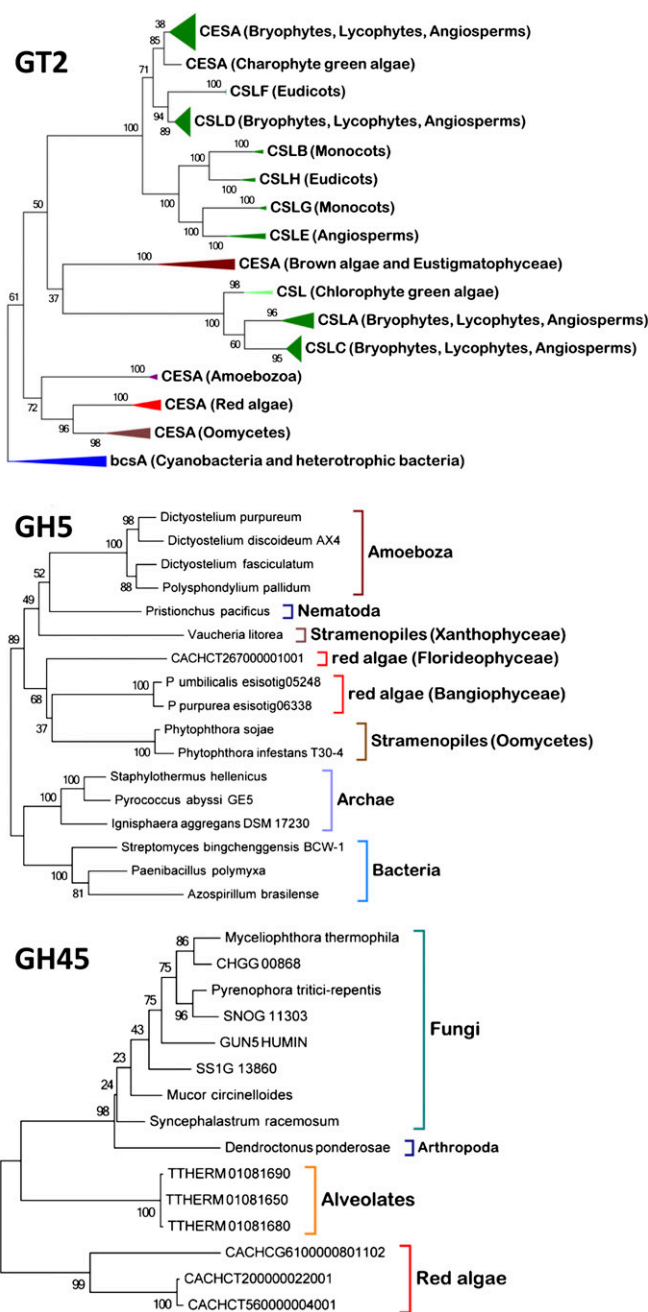 GT2
38
CESA (Bryophytes, Lycophytes, Angiosperms)
85
CESA (Charophyte green algae)
71
100
CSLF (Eudicots)
94
100
CSLD (Bryophytes, Lycophytes, Angiosperms)
89
100
CSLB (Monocots)
100
CSLH (Eudicots)
100
50
100
CSLG (Monocots)
100
100
CSLE (Angiosperms)
100
100
CESA (Brown algae and Eustigmatophyceae)
61
37
98
CSL (Chlorophyte green algae)
100
96
CSLA (Bryophytes, Lycophytes, Angiosperms)
60
CSLC (Bryophytes, Lycophytes, Angiosperms)
95
100
CESA (Amoebozoa)
72
100
CESA (Red algae)
96
CESA (Oomycetes)
98
bcsA (Cyanobacteria and heterotrophic bacteria)
GH5
Dictyostelium purpureum
98
Dictyostelium discoideum AX4
100
Amoeboza
Dictyostelium fasciculatum
52
88
Polysphondylium pallidum
49
Pristionchus pacificus
Nematoda
89
Vaucheria litorea
Stramenopiles (Xanthophyceae)
CACHCT267000001001
red algae (Florideophyceae)
68
P umbilicalis esisotig05248
100
red algae (Bangiophyceae)
P purpurea esisotig06338
37
Phytophthora sojae
Stramenopiles (Oomycetes)
100
Phytophthora infestans T30-4
Staphylothermus hellenicus
100
Pyrococcus abyssi GE5
Archae
100
Ignisphaera aggregans DSM 17230
Streptomyces bingchenggensis BCW-1
100
Paenibacillus polymyxa
Bacteria
81
Azospirillum brasilense
GH45
Myceliophthora thermophila
86
CHGG 00868
75
Pyrenophora tritici-repentis
75
96
SNOG 11303
Fungi
43
GUN5 HUMIN
23
SS1G 13860
24
Mucor circinelloides
98
Syncephalastrum racemosum
Dendroctonus ponderosae
Arthropoda
TTHERM 01081690
TTHERM 01081650
Alveolates
100
TTHERM 01081680
CACHCG6100000801102
99
CACHCT200000022001
Red algae
100
CACHCT560000004001